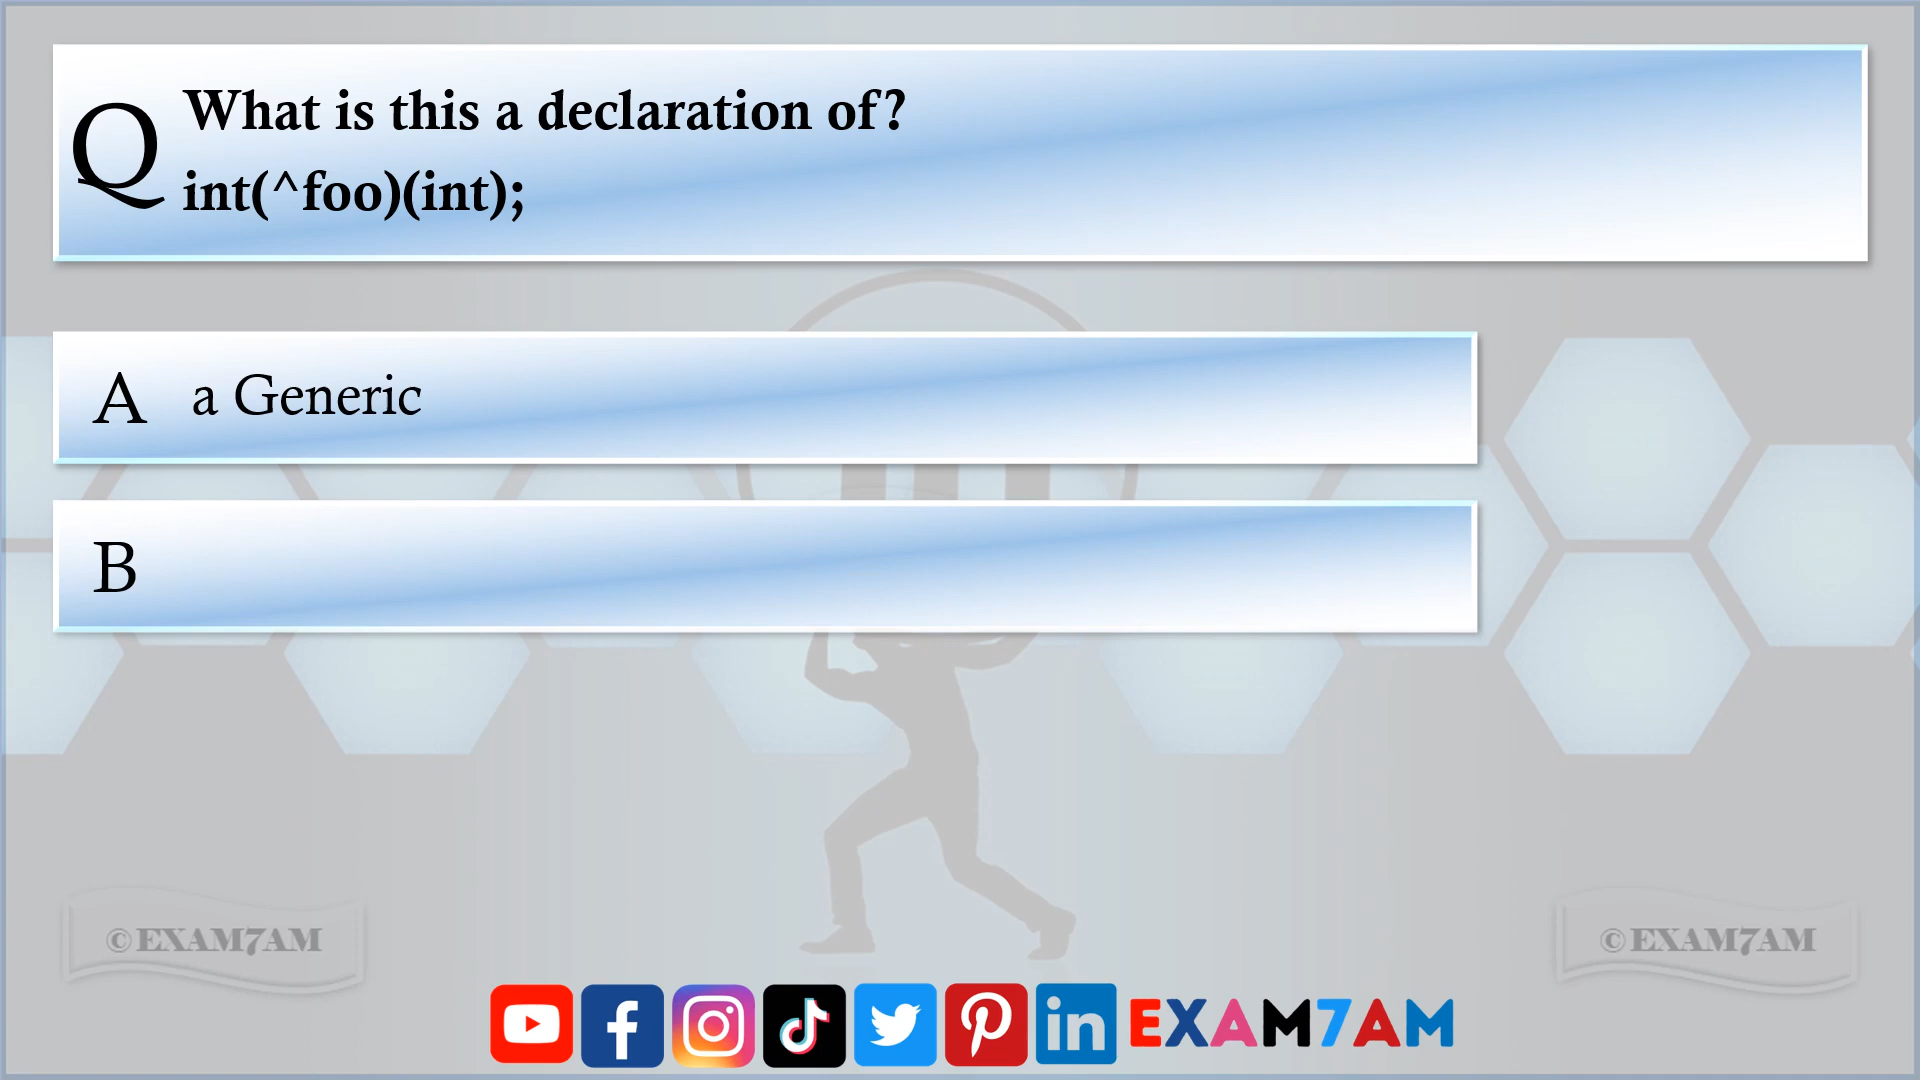 Q What is this a declaration of?
int(^foo)(int);
A a Generic
B
©EXAM7AM
©EXAM7AM
EXAM7AM